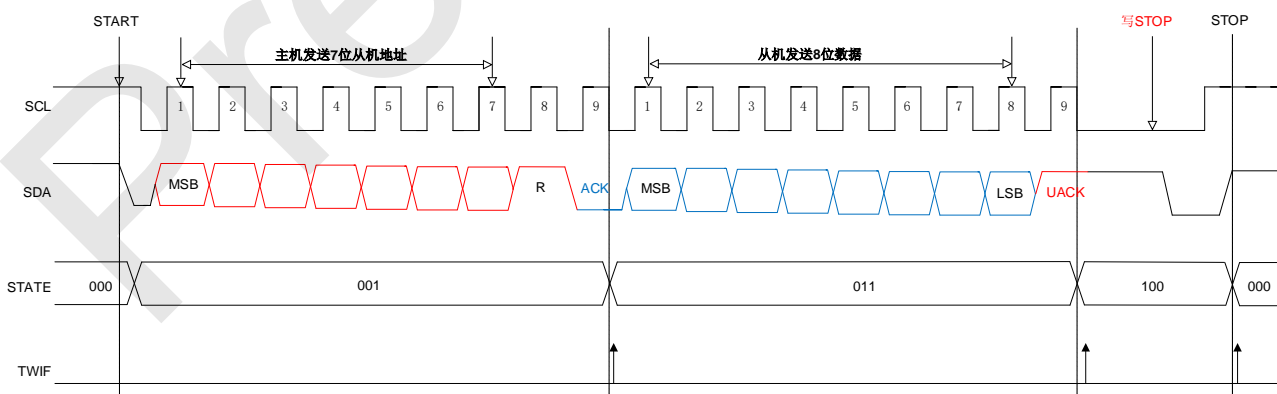 START 写STOP STOP
主机发送7位从机地址 从机发送8位数据
SCL 1 2 3 4 5 6 7 8 9 1 2 3 4 5 6 7 8 9
SDA MSB R ACK MSB LSB UACK
STATE 000 001 011 100 000
TWIF
Pre